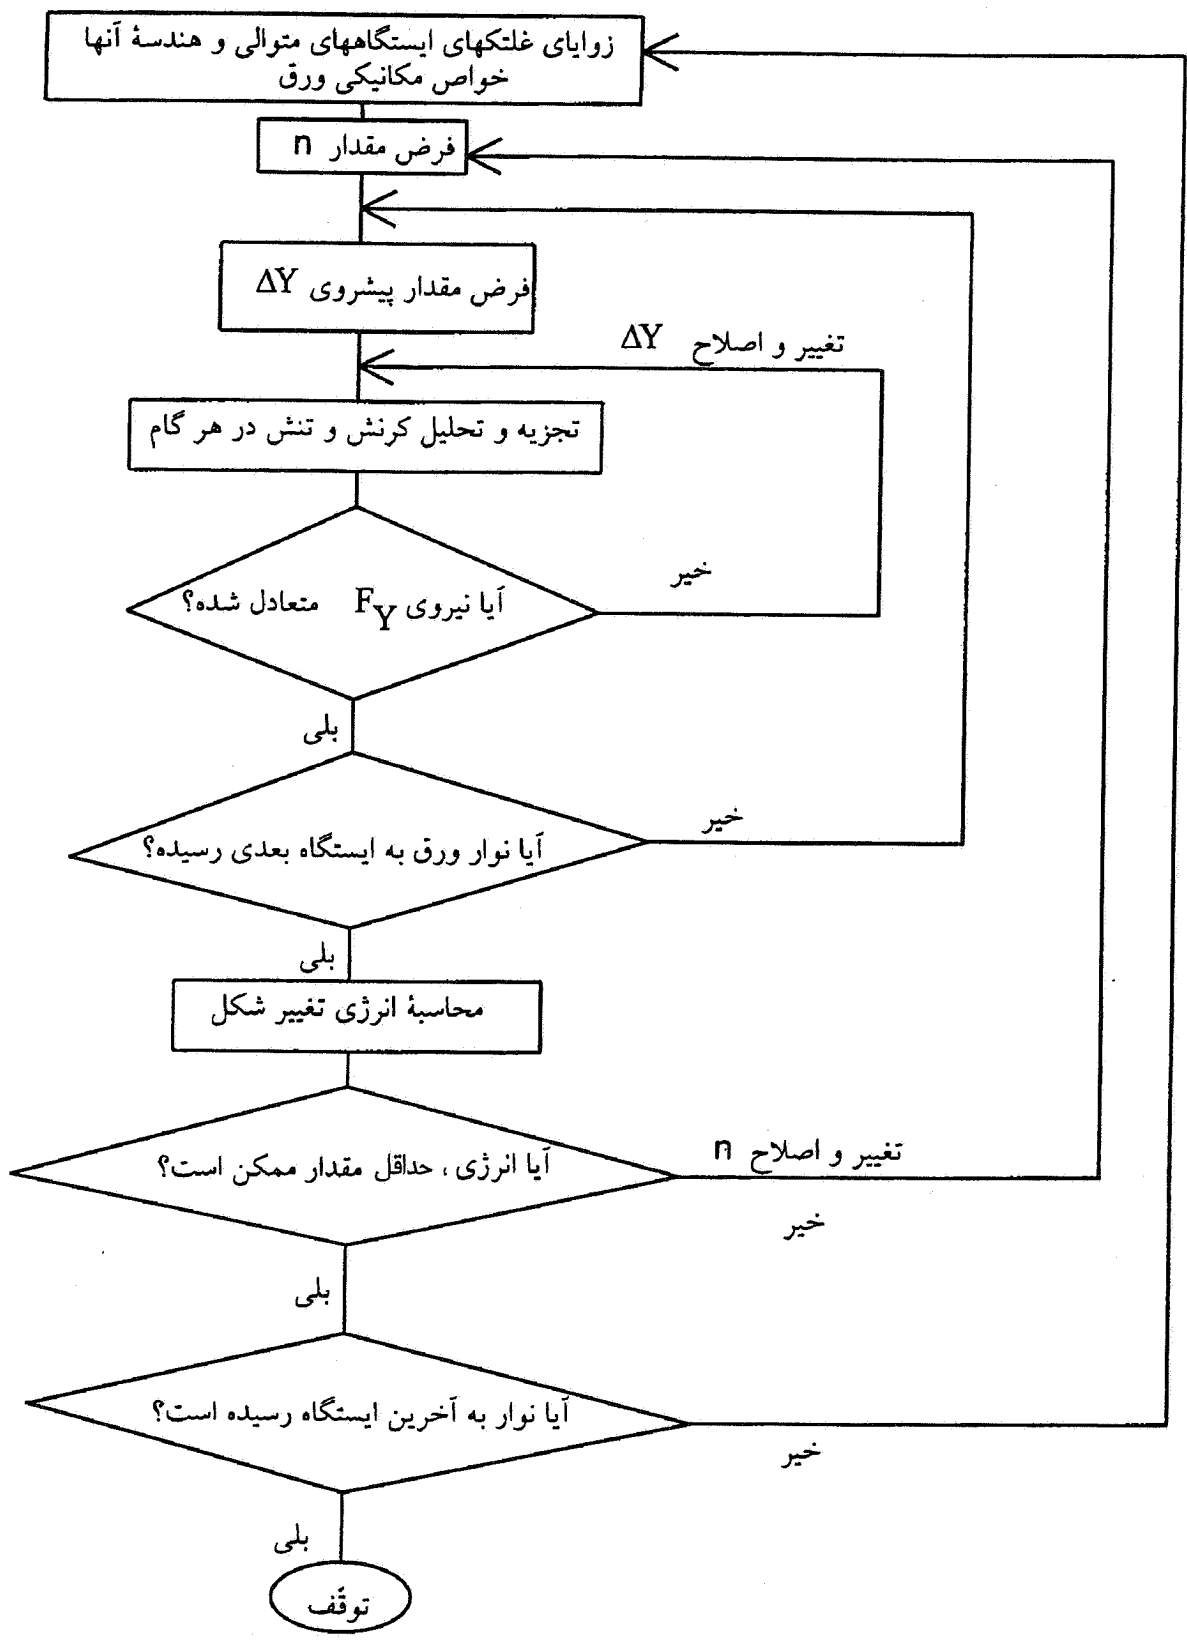 زوایای غلتکهای ایستگاههای متوالی و هندسهٔ آنها
خواص مکانیکی ورق
فرض مقدار n
فرض مقدار پیشروی ΔY
تغییر و اصلاح ΔY
تجزیه و تحلیل کرنش و تنش در هر گام
آیا نیروی FY متعادل شده؟
خیر
بلی
آیا نوار ورق به ایستگاه بعدی رسیده؟
خیر
بلی
محاسبهٔ انرژی تغییر شکل
آیا انرژی، حداقل مقدار ممکن است؟
تغییر و اصلاح n
خیر
بلی
آیا نوار به آخرین ایستگاه رسیده است؟
خیر
بلی
توقّف